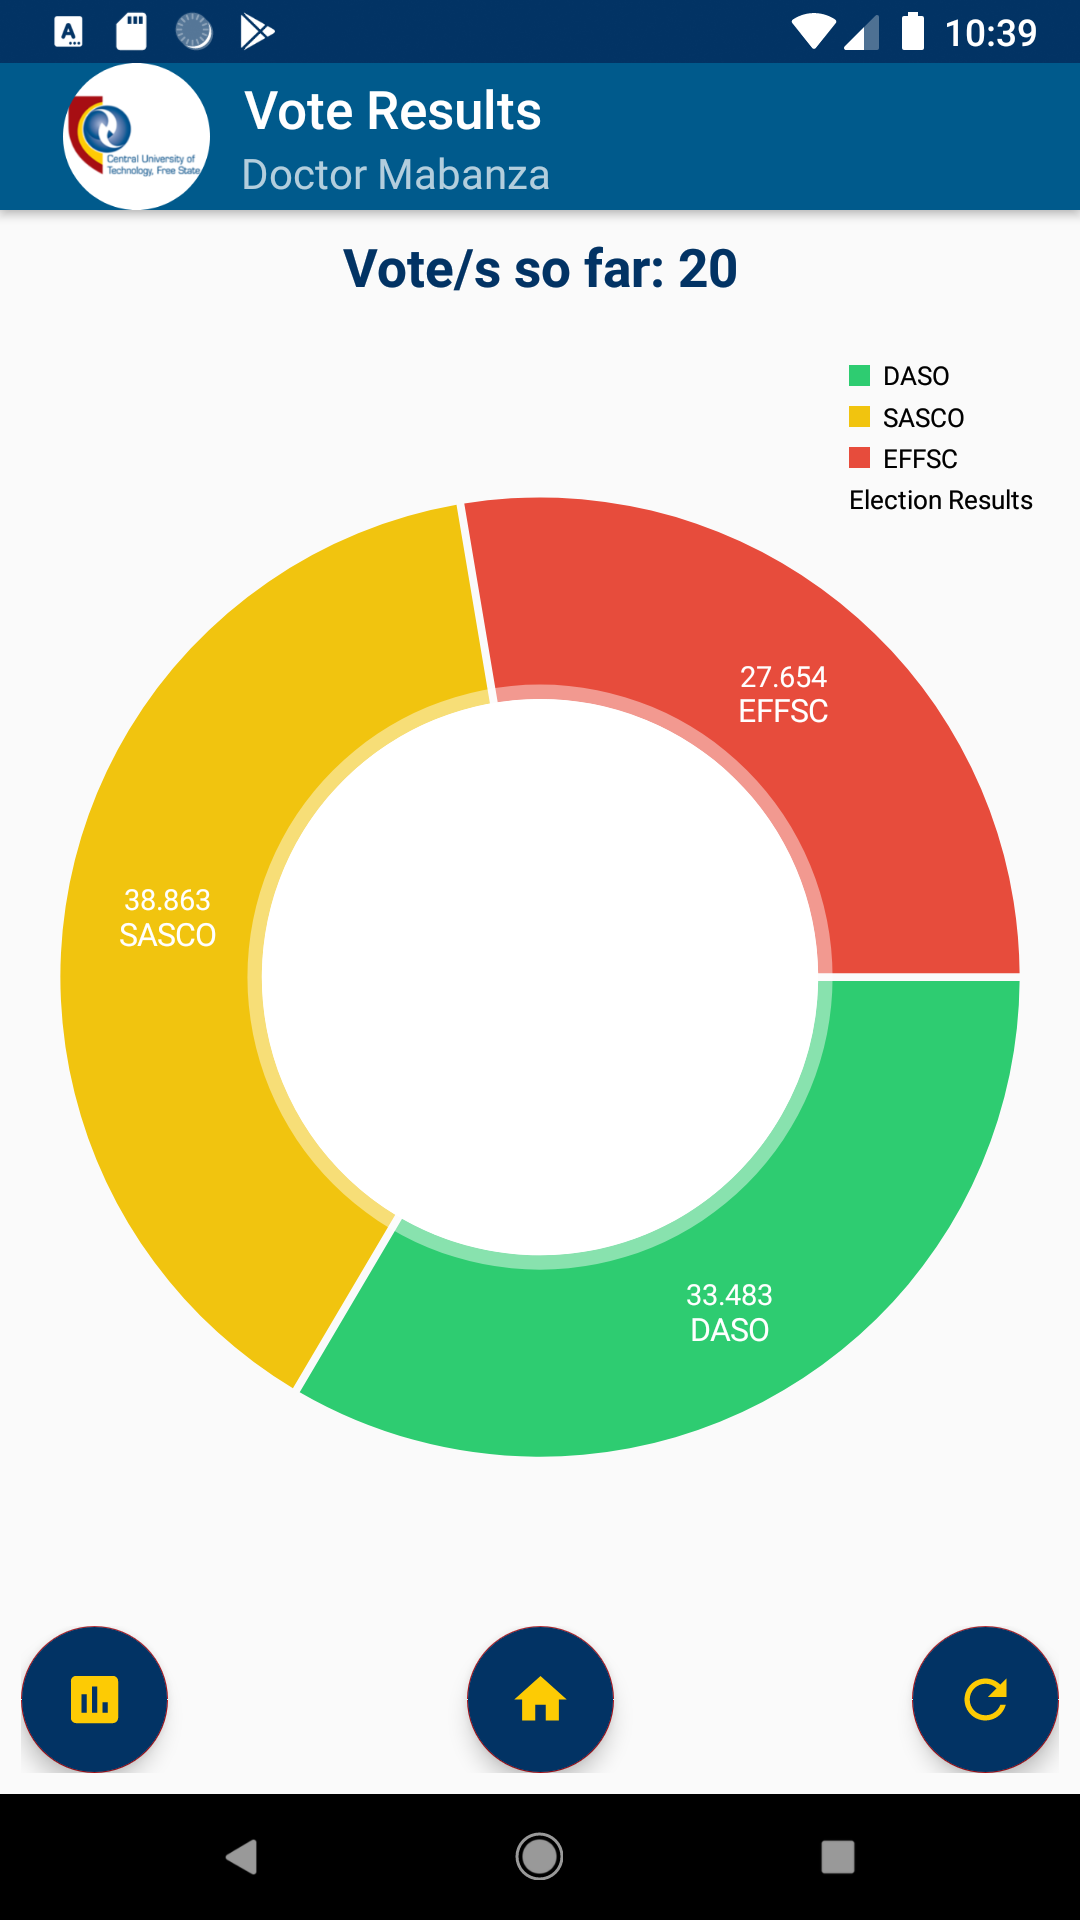 10:39
Vote Results
Doctor Mabanza
Central University of
Technology, Free State
Vote/s so far: 20
DASO
SASCO
EFFSC
Election Results
27.654
EFFSC
38.863
SASCO
33.483
DASO